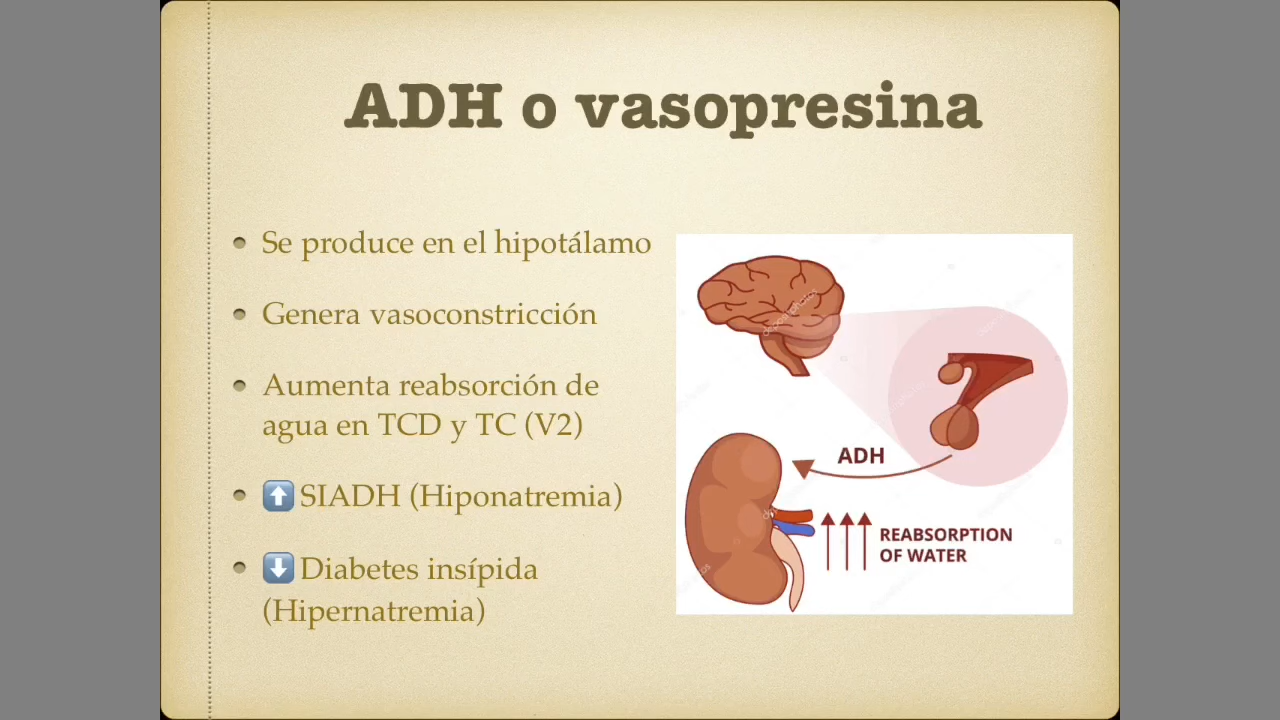 ADH o vasopresina
Se produce en el hipotálamo
Genera vasoconstricción
Aumenta reabsorción de
agua en TCD y TC (V2)
⬆️ SIADH (Hiponatremia)
⬇️ Diabetes insípida
(Hipernatremia)
ADH
REABSORPTION
OF WATER